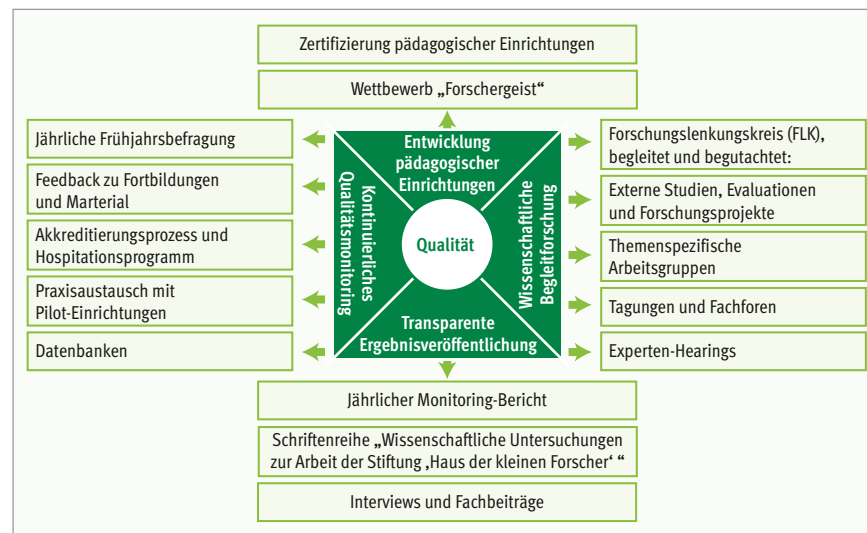 Zertifizierung pädagogischer Einrichtungen
Wettbewerb „Forschergeist“
Jährliche Frühjahrsbefragung
Feedback zu Fortbildungen
und Marterial
Akkreditierungsprozess und
Hospitationsprogramm
Praxisaustausch mit
Pilot-Einrichtungen
Datenbanken
Entwicklung
pädagogischer
Einrichtungen
Kontinuierliches
Qualitätsmonitoring
Qualität
Wissenschaftliche
Begleitforschung
Transparente
Ergebnisveröffentlichung
Forschungslenkungskreis (FLK),
begleitet und begutachtet:
Externe Studien, Evaluationen
und Forschungsprojekte
Themenspezifische
Arbeitsgruppen
Tagungen und Fachforen
Experten-Hearings
Jährlicher Monitoring-Bericht
Schriftenreihe „Wissenschaftliche Untersuchungen
zur Arbeit der Stiftung ‚Haus der kleinen Forscher‘ “
Interviews und Fachbeiträge